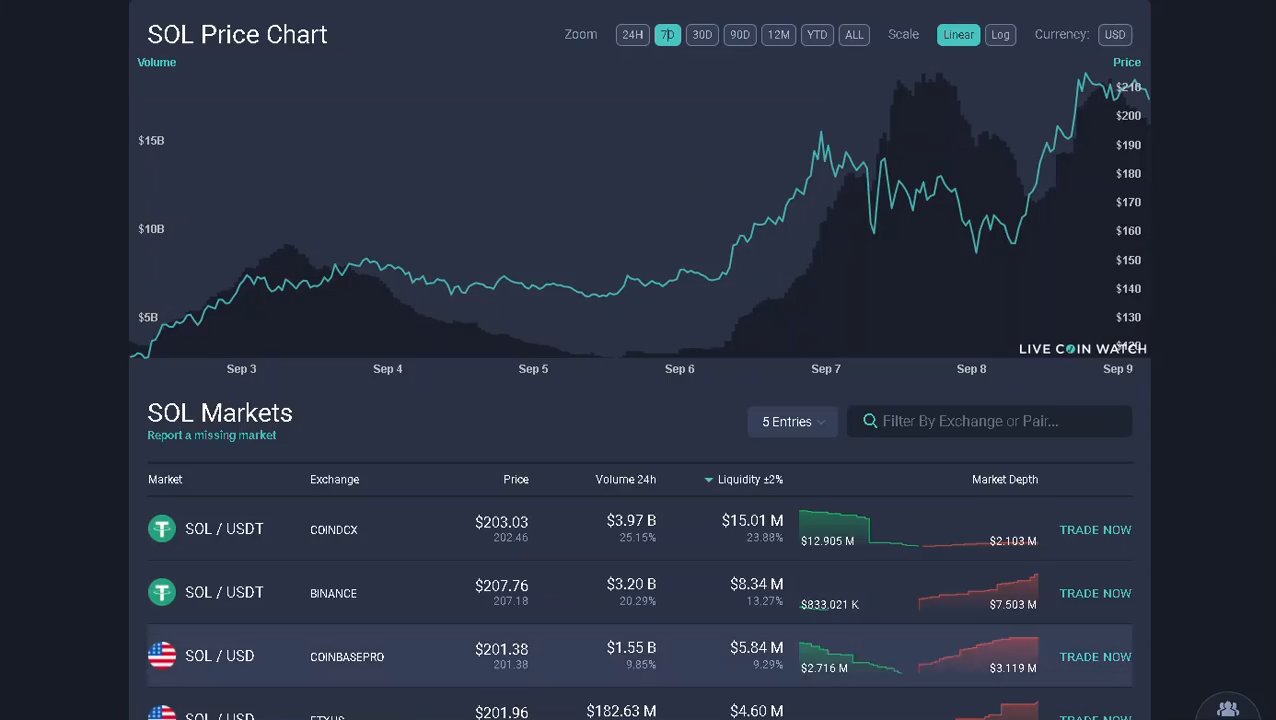 SOL Price Chart Zoom 24H 7D 30D 90D 12M YTD ALL Scale Linear Log Currency: USD
Volume Price
$210
$200
$15B $190
$180
$170
$10B $160
$150
$140
$5B $130
LIVE COIN WATCH
Sep 3 Sep 4 Sep 5 Sep 6 Sep 7 Sep 8 Sep 9
SOL Markets
Report a missing market
5 Entries Filter By Exchange or Pair...
Market Exchange Price Volume 24h Liquidity ±2% Market Depth
SOL / USDT COINDCX $203.03 $3.97 B $15.01 M TRADE NOW
202.46 25.15% 23.88% $12.905 M $2.103 M
SOL / USDT BINANCE $207.76 $3.20 B $8.34 M TRADE NOW
207.18 20.29% 13.27% $833.021 K $7.503 M
SOL / USD COINBASEPRO $201.38 $1.55 B $5.84 M TRADE NOW
201.38 9.85% 9.29% $2.716 M $3.119 M
SOL / USD FTXUS $201.96 $182.63 M $4.60 M TRADE NOW